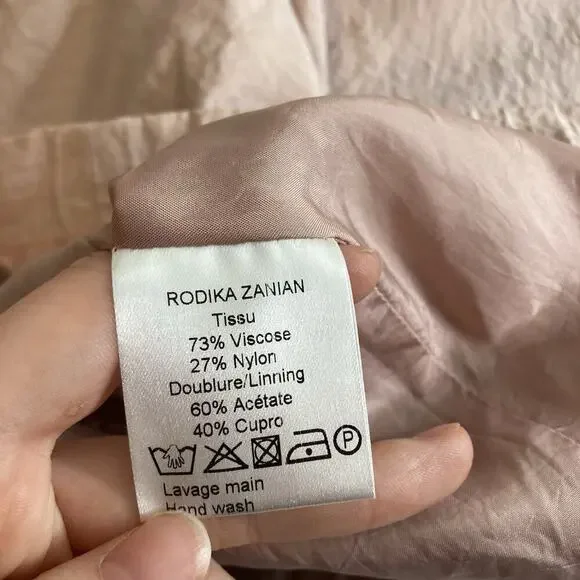 RODIKA ZANIAN
Tissu
73% Viscose
27% Nylon
Doublure/Linning
60% Acétate
40% Cupro
P
Lavage main
Hand wash